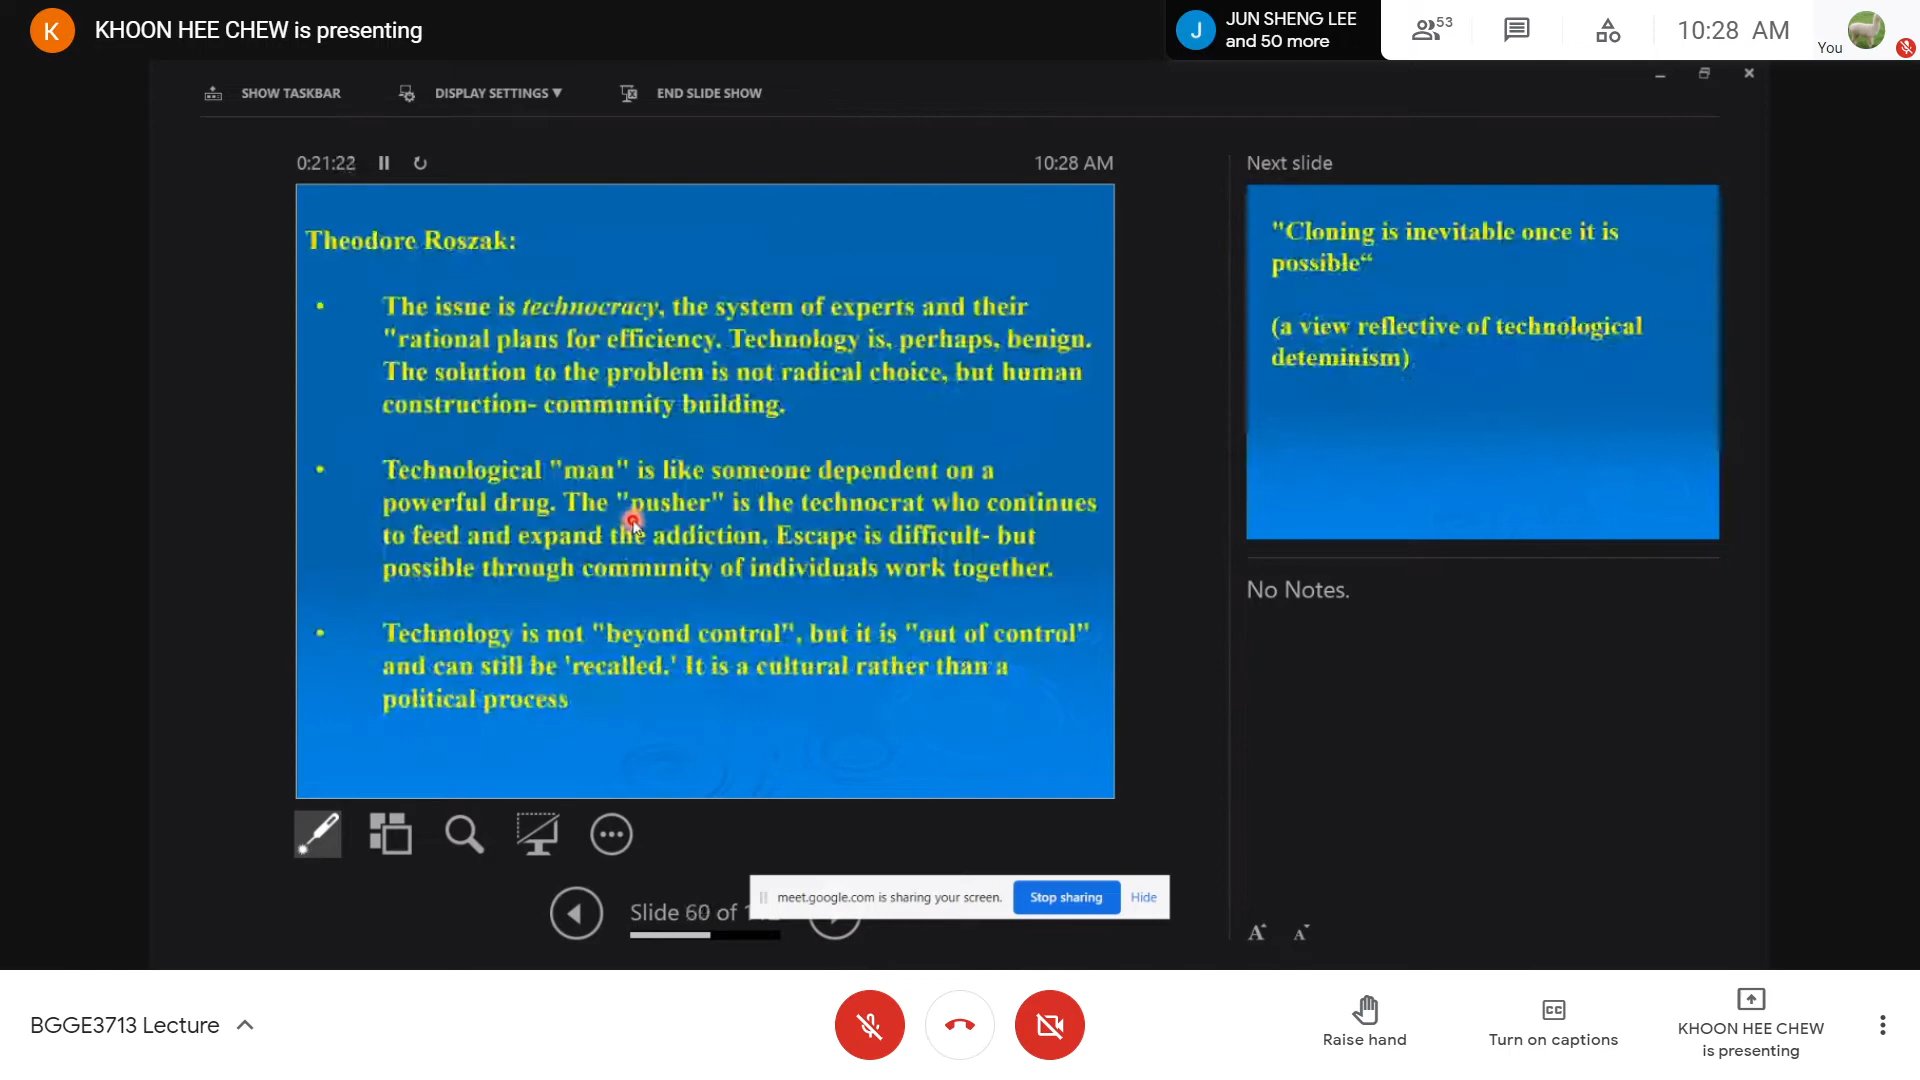 K
KHOON HEE CHEW is presenting
J
JUN SHENG LEE
and 50 more
53
10:28 AM
You
SHOW TASKBAR
DISPLAY SETTINGS ▼
END SLIDE SHOW
0:21:22
10:28 AM
Theodore Roszak:
• The issue is technocracy, the system of experts and their
"rational plans for efficiency. Technology is, perhaps, benign.
The solution to the problem is not radical choice, but human
construction- community building.
• Technological "man" is like someone dependent on a
powerful drug. The "pusher" is the technocrat who continues
to feed and expand the addiction. Escape is difficult- but
possible through community of individuals work together.
• Technology is not "beyond control", but it is "out of control"
and can still be 'recalled.' It is a cultural rather than a
political process
Next slide
"Cloning is inevitable once it is
possible“
(a view reflective of technological
deteminism)
No Notes.
Slide 60 of
meet.google.com is sharing your screen.
Stop sharing
Hide
A A
BGGE3713 Lecture
Raise hand
CC
Turn on captions
KHOON HEE CHEW
is presenting